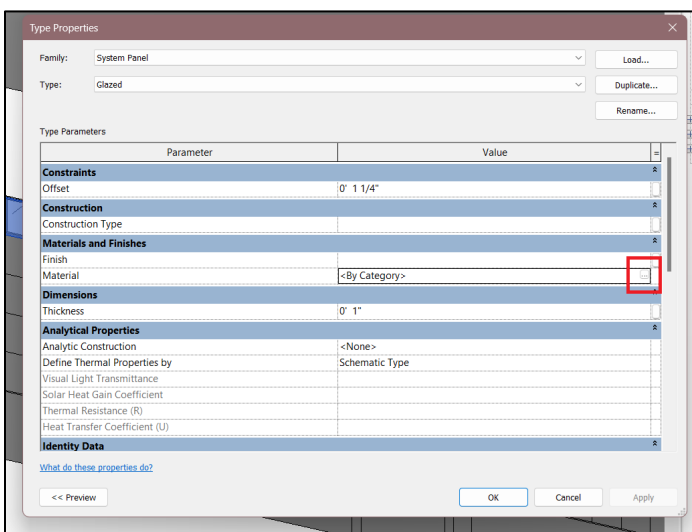 Type Properties
Family: System Panel Load...
Type: Glazed Duplicate...
Rename...
Type Parameters
Parameter Value =
Constraints
Offset 0' 1 1/4"
Construction
Construction Type
Materials and Finishes
Finish
Material <By Category>
Dimensions
Thickness 0' 1"
Analytical Properties
Analytic Construction <None>
Define Thermal Properties by Schematic Type
Visual Light Transmittance
Solar Heat Gain Coefficient
Thermal Resistance (R)
Heat Transfer Coefficient (U)
Identity Data
What do these properties do?
<< Preview OK Cancel Apply